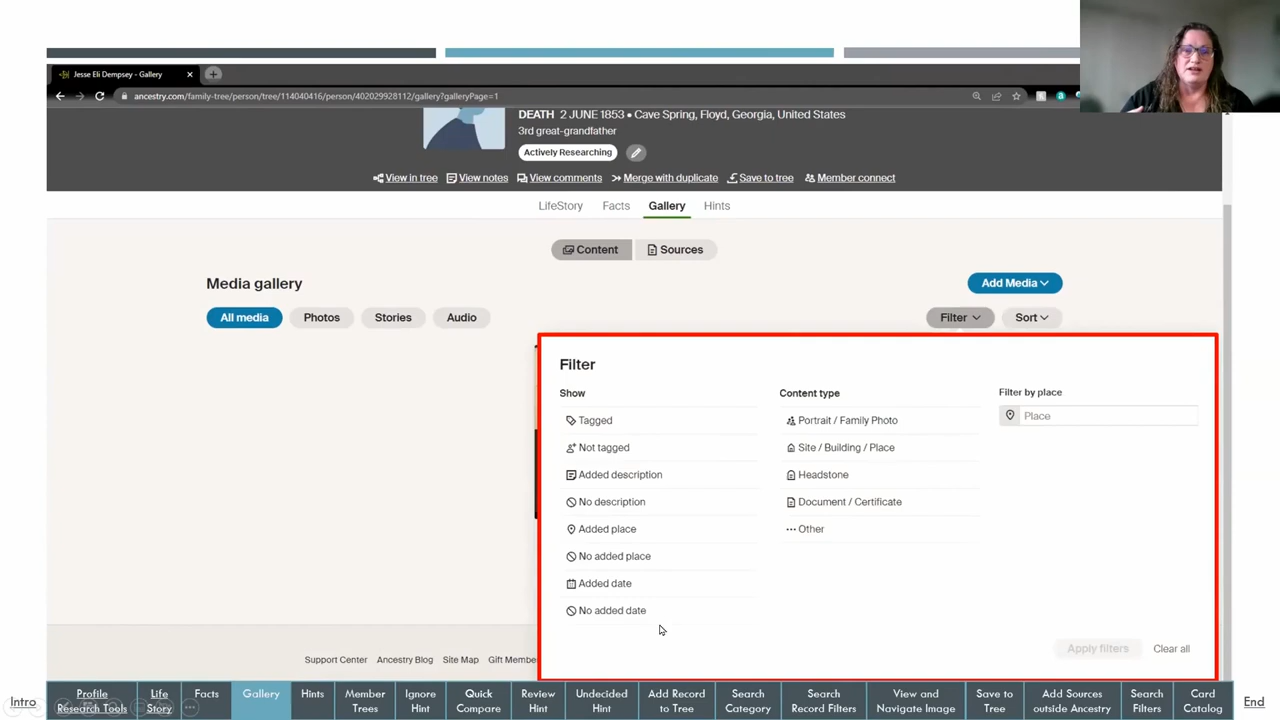 Jesse Eli Dempsey - Gallery
ancestry.com/family-tree/person/tree/114040416/person/402029928112/gallery?galleryPage=1
DEATH 2 JUNE 1853 • Cave Spring, Floyd, Georgia, United States
3rd great-grandfather
Actively Researching
View in tree View notes View comments Merge with duplicate Save to tree Member connect
LifeStory Facts Gallery Hints
Content Sources
Media gallery Add Media
All media Photos Stories Audio Filter Sort
Filter
Show Content type Filter by place
Tagged Portrait / Family Photo Place
Not tagged Site / Building / Place
Added description Headstone
No description Document / Certificate
Added place Other
No added place
Added date
No added date
Apply filters Clear all
Support Center Ancestry Blog Site Map Gift Membe
Intro
Profile Research Tools
Life Story
Facts
Gallery
Hints
Member Trees
Ignore Hint
Quick Compare
Review Hint
Undecided Hint
Add Record to Tree
Search Category
Search Record Filters
View and Navigate Image
Save to Tree
Add Sources outside Ancestry
Search Filters
Card Catalog
End